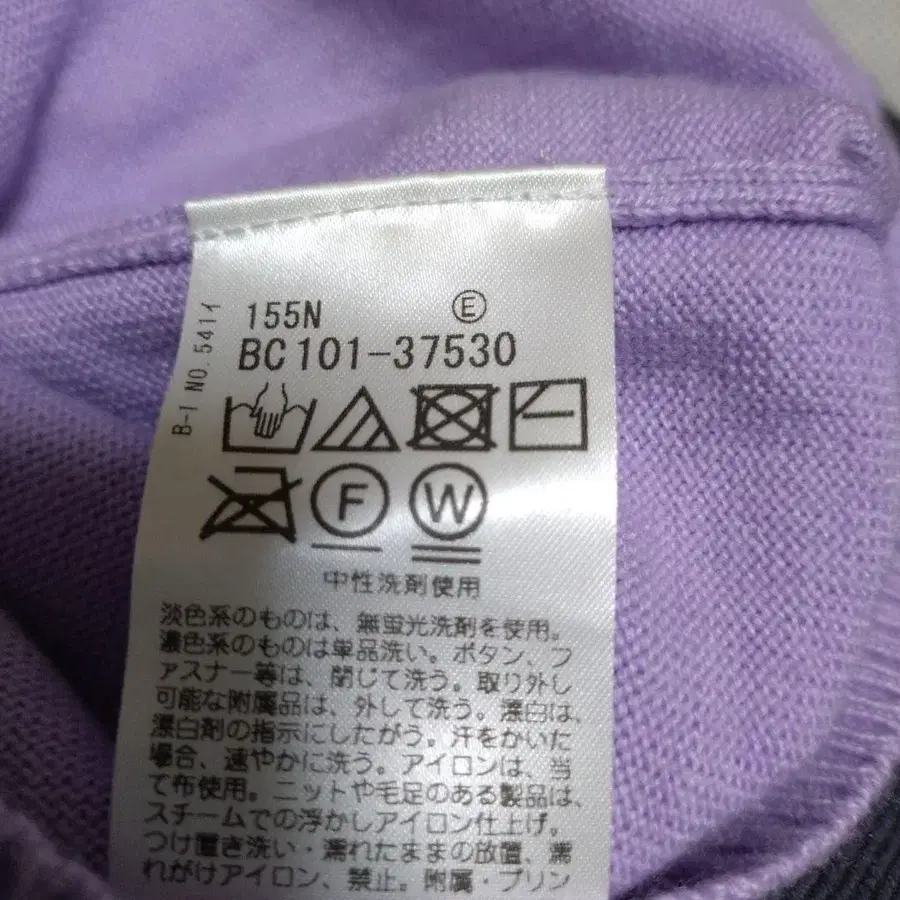 B-1 NO.541イ
155N Ⓔ
BC101-37530
F W
中性洗剤使用
淡色系のものは、無蛍光洗剤を使用。
濃色系のものは単品洗い。ボタン、フ
ァスナー等は、閉じて洗う。取り外し
可能な附属品は、外して洗う。漂白は、
漂白剤の指示にしたがう。汗をかいた
場合、速やかに洗う。アイロンは、当
て布使用。ニットや毛足のある製品は、
スチームでの浮かしアイロン仕上げ。
つけ置き洗い・濡れたままの放置、濡
れがけアイロン、禁止。附属・プリン